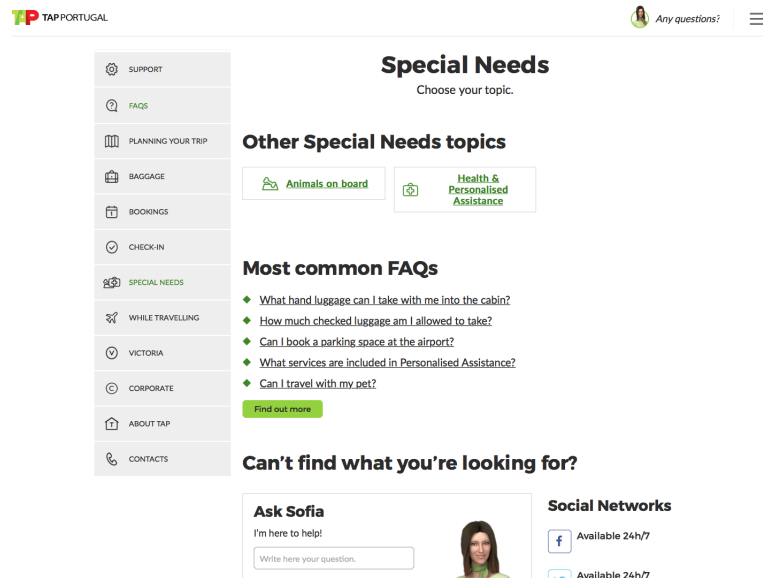 TAP TAP PORTUGAL
Any questions?
SUPPORT
FAQS
PLANNING YOUR TRIP
BAGGAGE
BOOKINGS
CHECK-IN
SPECIAL NEEDS
WHILE TRAVELLING
VICTORIA
CORPORATE
ABOUT TAP
CONTACTS
Special Needs
Choose your topic.
Other Special Needs topics
Animals on board
Health &
Personalised
Assistance
Most common FAQs
What hand luggage can I take with me into the cabin?
How much checked luggage am I allowed to take?
Can I book a parking space at the airport?
What services are included in Personalised Assistance?
Can I travel with my pet?
Find out more
Can't find what you're looking for?
Ask Sofia
I'm here to help!
Write here your question.
Social Networks
Available 24h/7
Available 24h/7